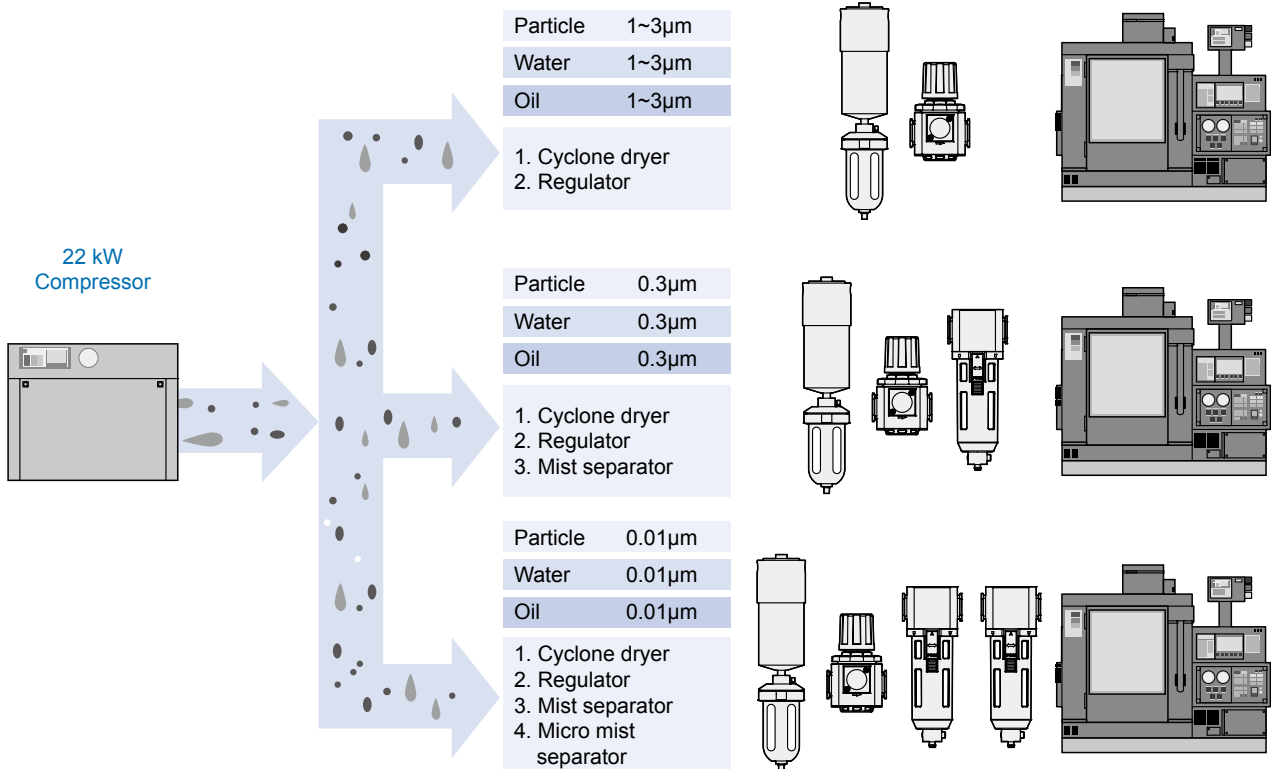 Particle 1~3µm
Water 1~3µm
Oil 1~3µm
1. Cyclone dryer
2. Regulator
22 kW
Compressor
Particle 0.3µm
Water 0.3µm
Oil 0.3µm
1. Cyclone dryer
2. Regulator
3. Mist separator
Particle 0.01µm
Water 0.01µm
Oil 0.01µm
1. Cyclone dryer
2. Regulator
3. Mist separator
4. Micro mist
separator